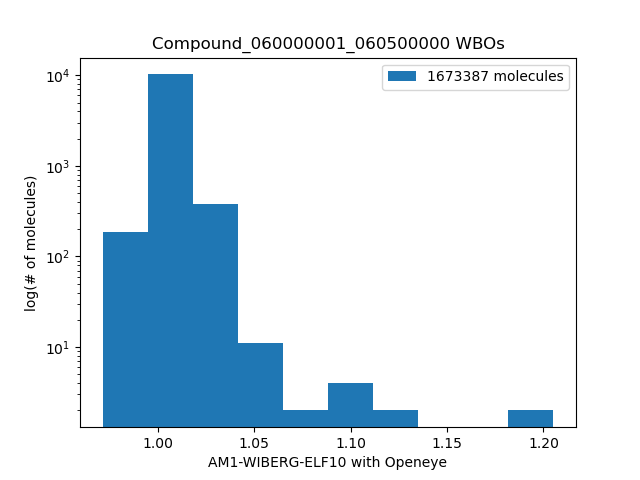 Compound_060000001_060500000 WBOs
1673387 molecules
log(# of molecules)
10⁴
10³
10²
10¹
1.00 1.05 1.10 1.15 1.20
AM1-WIBERG-ELF10 with Openeye